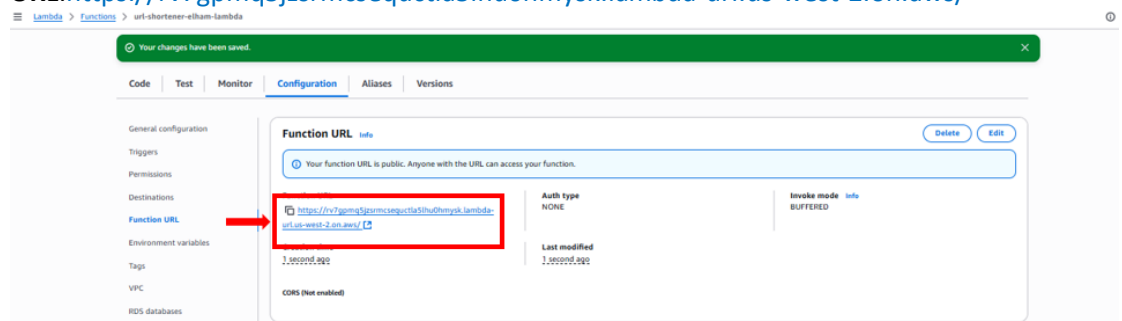 Lambda > Functions > url-shortener-elham-lambda
Your changes have been saved.
Code Test Monitor Configuration Aliases Versions
General configuration
Triggers
Permissions
Destinations
Function URL
Environment variables
Tags
VPC
RDS databases
Function URL Info
Delete Edit
Your function URL is public. Anyone with the URL can access your function.
https://rv7gpmq5jzsrmcsequctla5lhu0hmysk.lambda-
url.us-west-2.on.aws/
Auth type
NONE
Invoke mode Info
BUFFERED
1 second ago
Last modified
1 second ago
CORS (Not enabled)